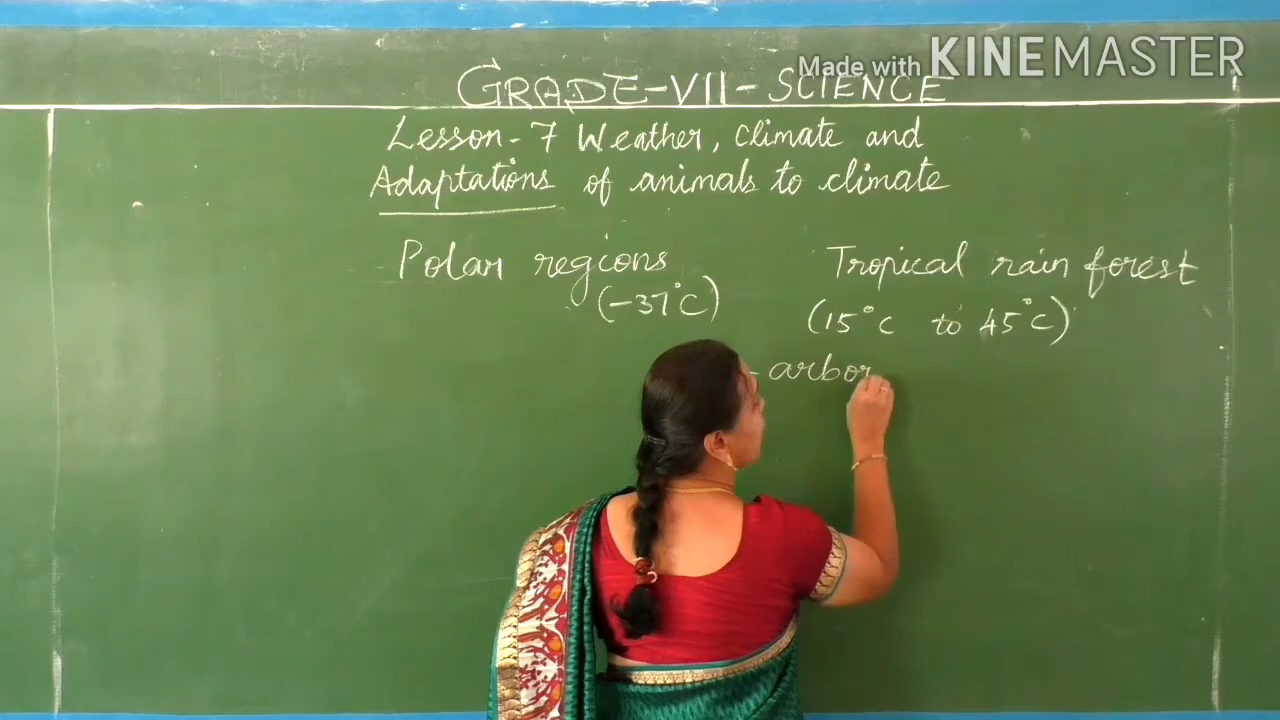 Made with KINEMASTER
GRADE-VII-SCIENCE
Lesson-7 Weather, Climate and
Adaptations of animals to climate
Polar regions
(-37°C)
Tropical rain forest
(15°C to 45°C)
- arbor